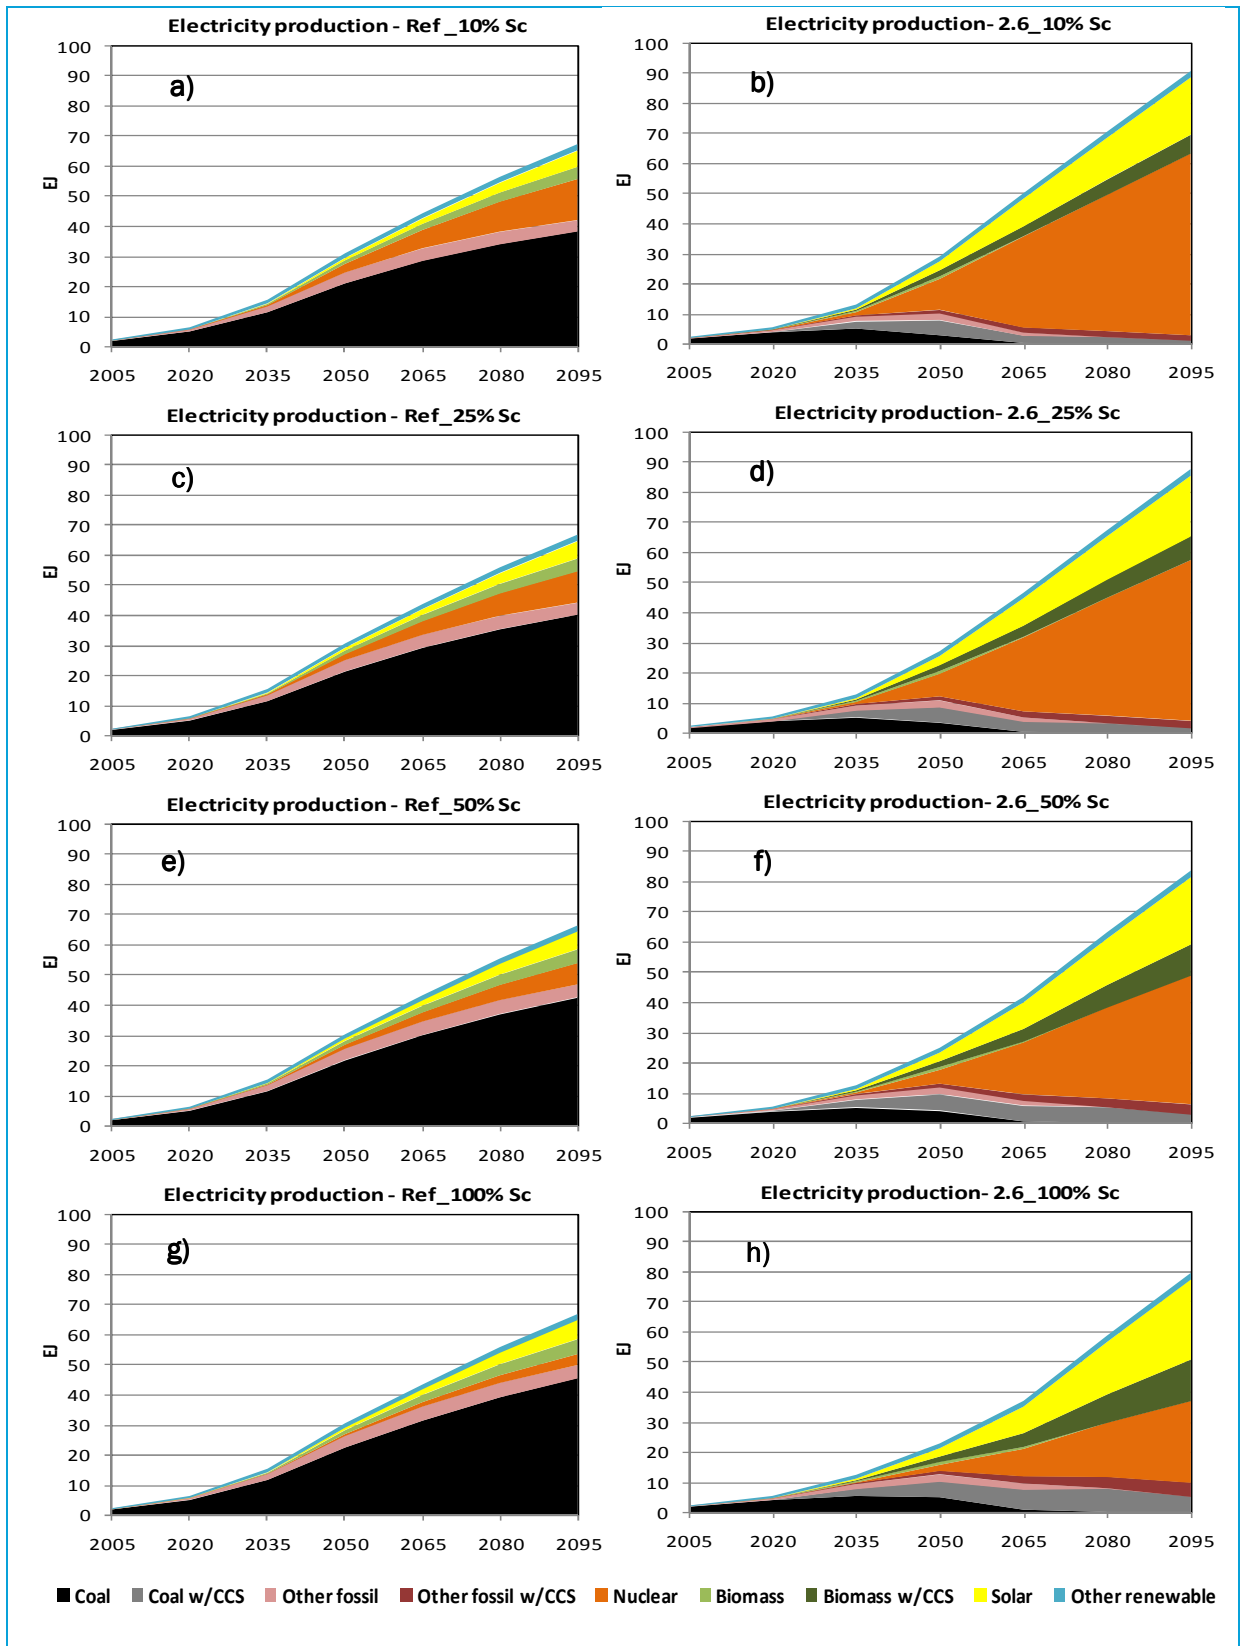 Electricity production - Ref _10% Sc
100
90
80
70
60
50
40
30
20
10
0
EJ
a)
2005 2020 2035 2050 2065 2080 2095
Electricity production- 2.6_10% Sc
100
90
80
70
60
50
40
30
20
10
0
EJ
b)
2005 2020 2035 2050 2065 2080 2095
Electricity production - Ref_25% Sc
100
90
80
70
60
50
40
30
20
10
0
EJ
c)
2005 2020 2035 2050 2065 2080 2095
Electricity production- 2.6_25% Sc
100
90
80
70
60
50
40
30
20
10
0
EJ
d)
2005 2020 2035 2050 2065 2080 2095
Electricity production - Ref_50% Sc
100
90
80
70
60
50
40
30
20
10
0
EJ
e)
2005 2020 2035 2050 2065 2080 2095
Electricity production- 2.6_50% Sc
100
90
80
70
60
50
40
30
20
10
0
EJ
f)
2005 2020 2035 2050 2065 2080 2095
Electricity production - Ref_100% Sc
100
90
80
70
60
50
40
30
20
10
0
EJ
g)
2005 2020 2035 2050 2065 2080 2095
Electricity production- 2.6_100% Sc
100
90
80
70
60
50
40
30
20
10
0
EJ
h)
2005 2020 2035 2050 2065 2080 2095
Coal Coal w/CCS Other fossil Other fossil w/CCS Nuclear Biomass Biomass w/CCS Solar Other renewable